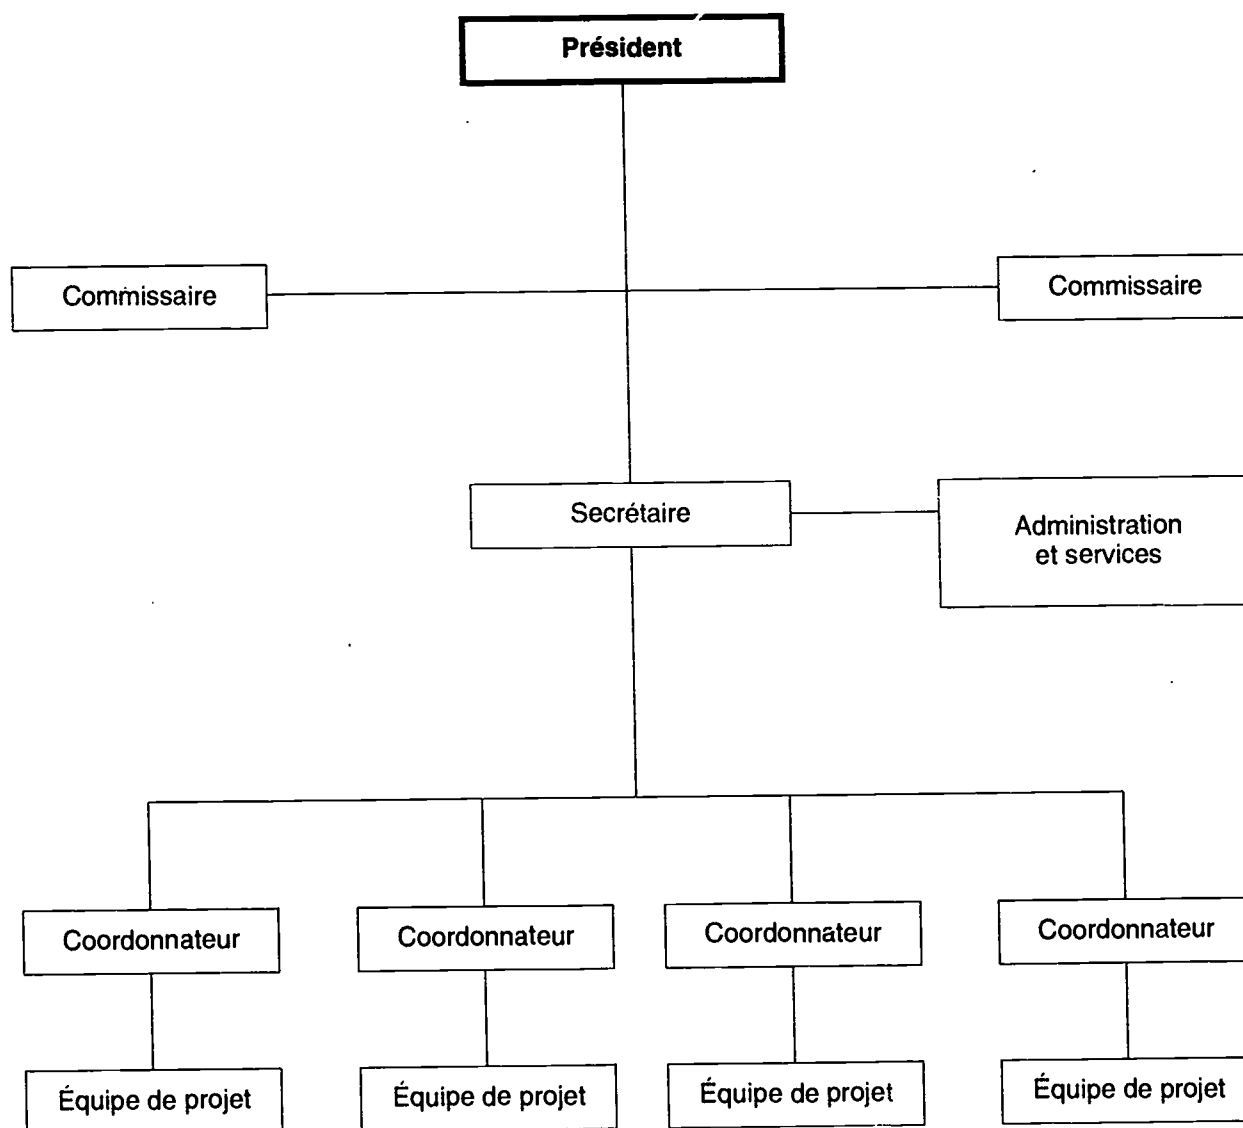 Président
Commissaire
Commissaire
Secrétaire
Administration
et services
Coordonnateur
Coordonnateur
Coordonnateur
Coordonnateur
Équipe de projet
Équipe de projet
Équipe de projet
Équipe de projet